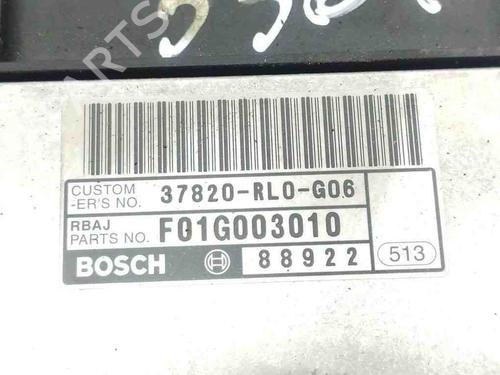 CUSTOM
-ER'S NO. 37820-RL0-G06
RBAJ
PARTS NO. F01G003010
BOSCH 88922 513